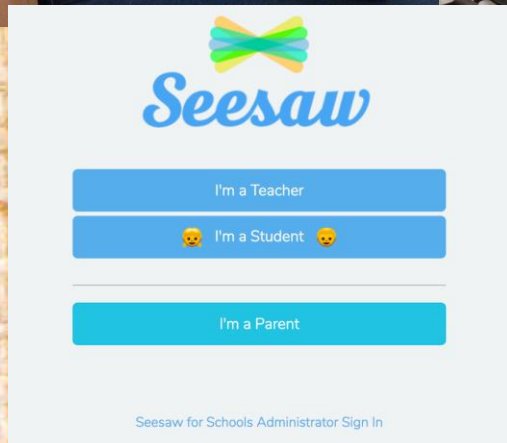 Seesaw
I'm a Teacher
I'm a Student
I'm a Parent
Seesaw for Schools Administrator Sign In